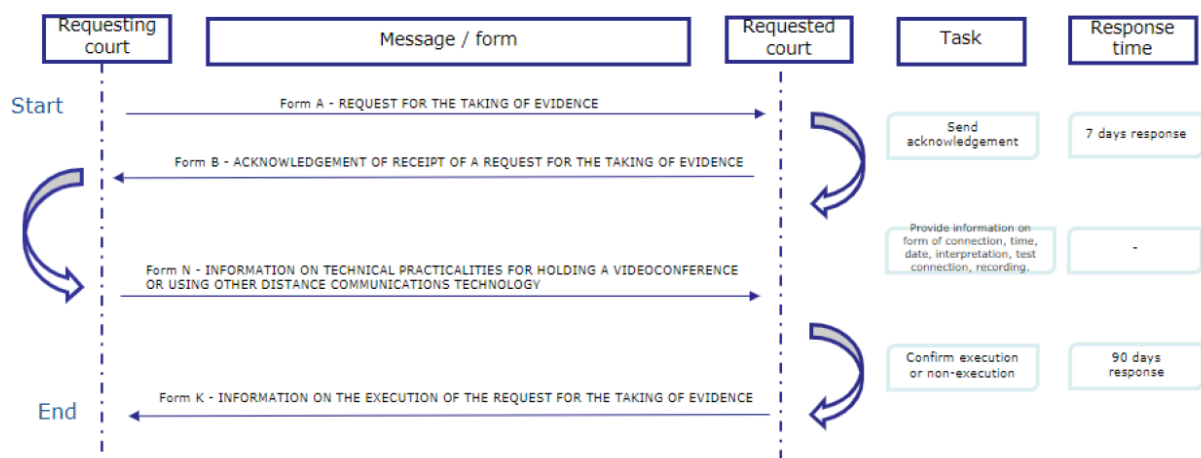 Requesting
court
Message / form
Requested
court
Task
Response
time
Start
Form A - REQUEST FOR THE TAKING OF EVIDENCE
Send
acknowledgement
7 days response
Form B - ACKNOWLEDGEMENT OF RECEIPT OF A REQUEST FOR THE TAKING OF EVIDENCE
Provide information on
form of connection, time,
date, interpretation, test
connection, recording.
-
Form N - INFORMATION ON TECHNICAL PRACTICALITIES FOR HOLDING A VIDEOCONFERENCE
OR USING OTHER DISTANCE COMMUNICATIONS TECHNOLOGY
Confirm execution
or non-execution
90 days
response
Form K - INFORMATION ON THE EXECUTION OF THE REQUEST FOR THE TAKING OF EVIDENCE
End